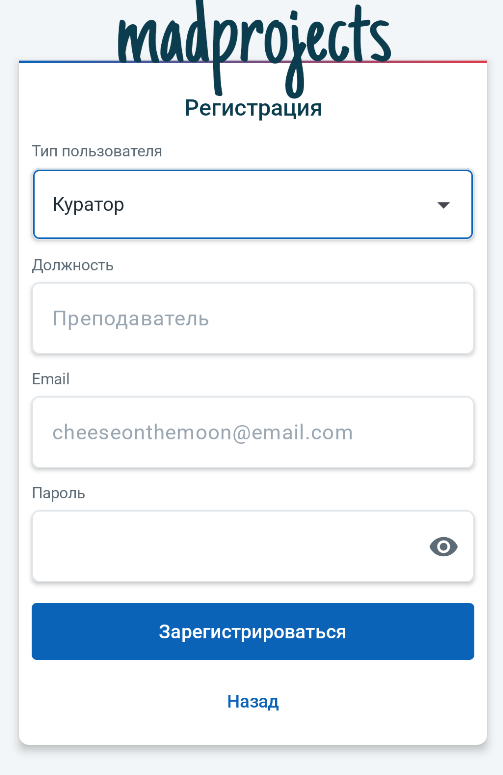 madprojects
Регистрация
Тип пользователя
Куратор
Должность
Преподаватель
Email
cheeseonthemoon@email.com
Пароль
Зарегистрироваться
Назад